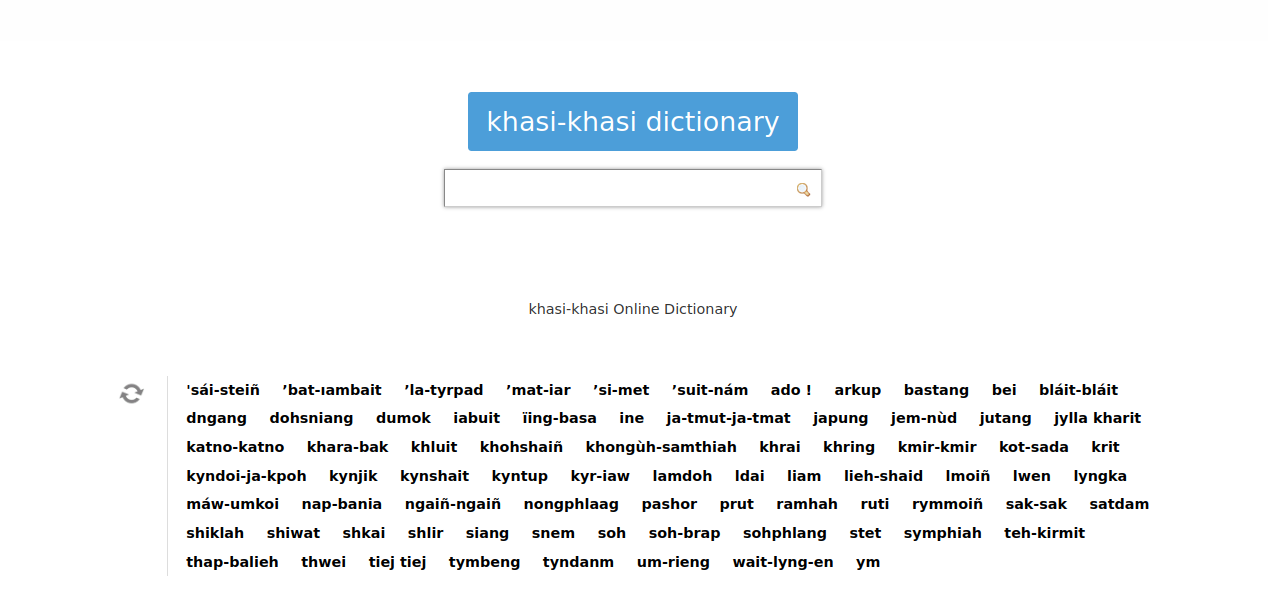 khasi-khasi dictionary
khasi-khasi Online Dictionary
'sái-steiñ ’bat-ıambait ’la-tyrpad ’mat-iar ’si-met ’suit-nám ado ! arkup bastang bei bláit-bláit
dngang dohsniang dumok iabuit ïing-basa ine ja-tmut-ja-tmat japung jem-nùd jutang jylla kharit
katno-katno khara-bak khluit khohshaiñ khongùh-samthiah khrai khring kmir-kmir kot-sada krit
kyndoi-ja-kpoh kynjik kynshait kyntup kyr-iaw lamdoh ldai liam lieh-shaid lmoiñ lwen lyngka
máw-umkoi nap-bania ngaiñ-ngaiñ nongphlaag pashor prut ramhah ruti rymmoiñ sak-sak satdam
shiklah shiwat shkai shlir siang snem soh soh-brap sohphlang stet symphiah teh-kirmit
thap-balieh thwei tiej tiej tymbeng tyndanm um-rieng wait-lyng-en ym